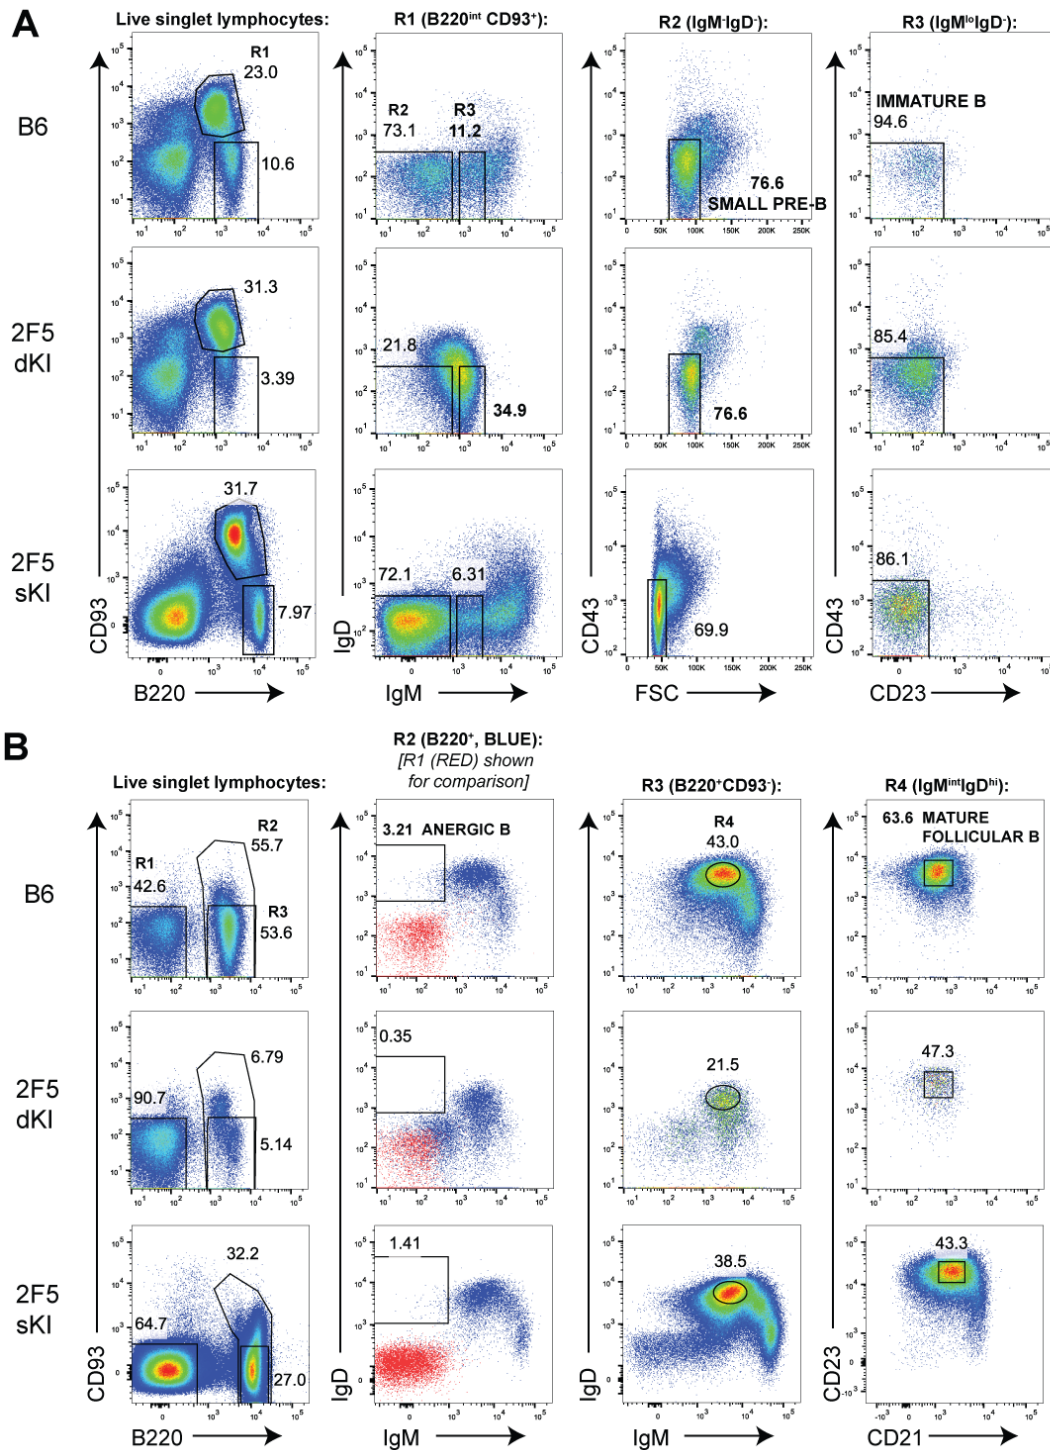 A
Live singlet lymphocytes:
R1 (B220int CD93+):
R2 (IgM-IgD-):
R3 (IgMloIgD-):
B6
R1
23.0
10.6
R2
73.1
R3
11.2
76.6
SMALL PRE-B
IMMATURE B
94.6
2F5
dKI
31.3
3.39
21.8
34.9
76.6
85.4
2F5
sKI
31.7
7.97
72.1
6.31
69.9
86.1
CD93
B220
IgD
IgM
CD43
FSC
CD43
CD23
B
Live singlet lymphocytes:
R2 (B220+, BLUE):
[R1 (RED) shown
for comparison]
R3 (B220+CD93-):
R4 (IgMintIgDhi):
B6
R1
42.6
R2
55.7
R3
53.6
3.21 ANERGIC B
R4
43.0
63.6 MATURE
FOLLICULAR B
2F5
dKI
90.7
6.79
5.14
0.35
21.5
47.3
2F5
sKI
64.7
32.2
27.0
1.41
38.5
43.3
CD93
B220
IgD
IgM
IgD
IgM
CD23
CD21